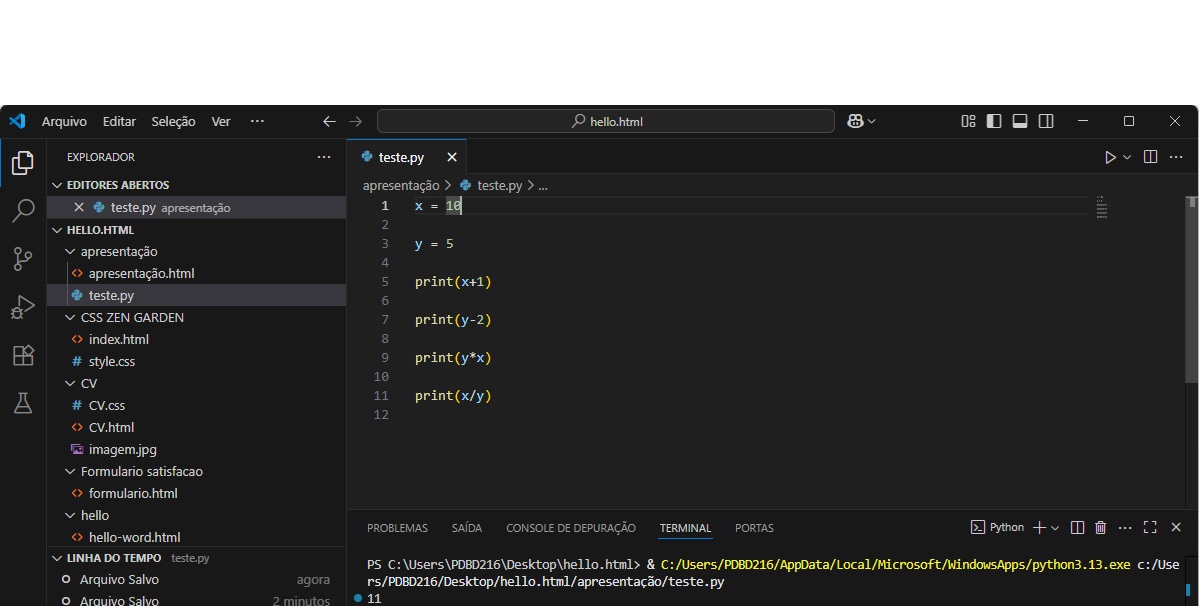 Arquivo Editar Seleção Ver ··· hello.html
EXPLORADOR ···
EDITORES ABERTOS
teste.py apresentação
HELLO.HTML
apresentação
apresentação.html
teste.py
CSS ZEN GARDEN
index.html
# style.css
CV
# CV.css
CV.html
imagem.jpg
Formulario satisfacao
formulario.html
hello
hello-word.html
LINHA DO TEMPO teste.py
Arquivo Salvo agora
Arquivo Salvo 2 minutos
teste.py
apresentação > teste.py > ...
1 x = 10
2
3 y = 5
4
5 print(x+1)
6
7 print(y-2)
8
9 print(y*x)
10
11 print(x/y)
12
PROBLEMAS SAÍDA CONSOLE DE DEPURAÇÃO TERMINAL PORTAS Python
PS C:\Users\PDBD216\Desktop\hello.html> & C:/Users/PDBD216/AppData/Local/Microsoft/WindowsApps/python3.13.exe c:/Use
rs/PDBD216/Desktop/hello.html/apresentação/teste.py
11